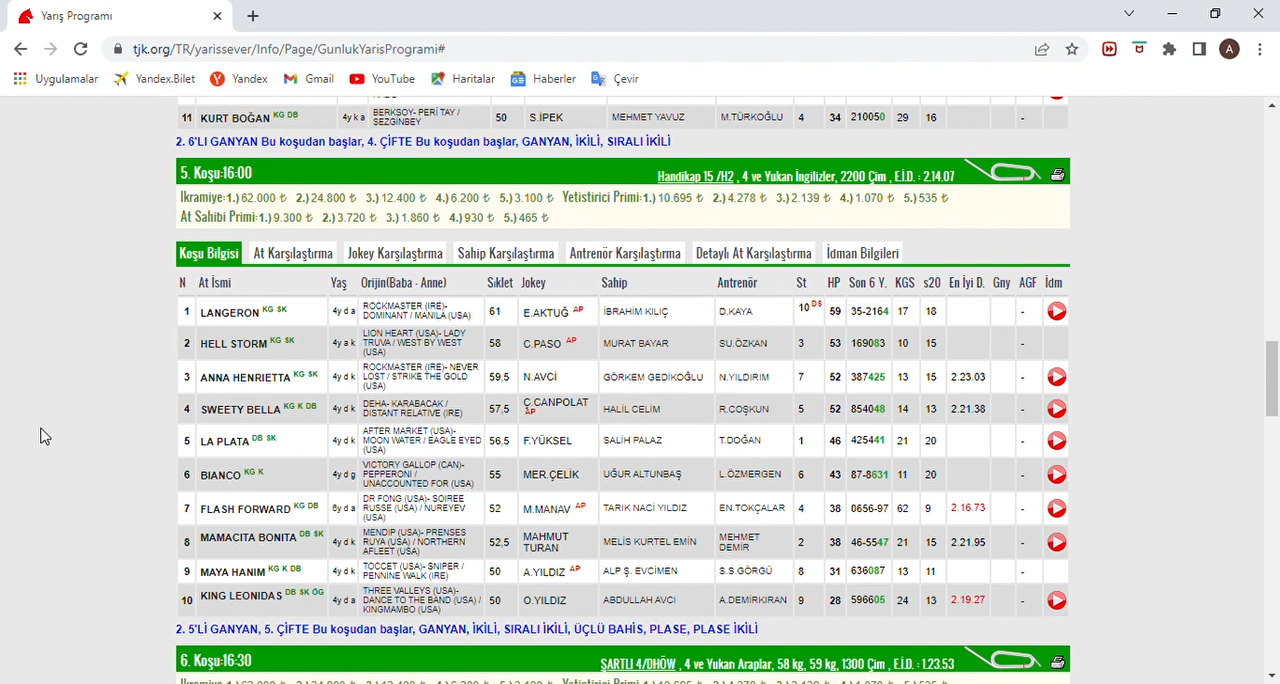 Yarış Programı
tjk.org/TR/yarissever/Info/Page/GunlukYarisProgrami#
A
Uygulamalar Yandex.Bilet Yandex Gmail YouTube Haritalar Haberler Çevir
11 KURT BOĞAN KG DB 4y k a BERKSOY- PERİ TAY / SEZGINBEY 50 S.İPEK MEHMET YAVUZ M.TÜRKOĞLU 4 34 210050 29 16 -
2. 6'LI GANYAN Bu koşudan başlar, 4. ÇİFTE Bu koşudan başlar, GANYAN, İKİLİ, SIRALI İKİLİ
5. Koşu:16:00 Handikap 15 /H2 , 4 ve Yukarı İngilizler, 2200 Çim , E.İ.D. : 2.14.07
İkramiye:1.) 62.000 ₺ 2.) 24.800 ₺ 3.) 12.400 ₺ 4.) 6.200 ₺ 5.) 3.100 ₺ Yetistirici Primi:1.) 10.695 ₺ 2.) 4.278 ₺ 3.) 2.139 ₺ 4.) 1.070 ₺ 5.) 535 ₺
At Sahibi Primi:1.) 9.300 ₺ 2.) 3.720 ₺ 3.) 1.860 ₺ 4.) 930 ₺ 5.) 465 ₺
Koşu Bilgisi At Karşılaştırma Jokey Karşılaştırma Sahip Karşılaştırma Antrenör Karşılaştırma Detaylı At Karşılaştırma İdman Bilgileri
N At İsmi Yaş Orijin(Baba - Anne) Sıklet Jokey Sahip Antrenör St HP Son 6 Y. KGS s20 En İyi D. Gny AGF İdm
1 LANGERON KG SK 4y d a ROCKMASTER (IRE)- DOMINANT / MANILA (USA) 61 E.AKTUĞ AP İBRAHİM KILIÇ D.KAYA 10 DS 59 35-2164 17 18 -
2 HELL STORM KG SK 4y a k LION HEART (USA)- LADY TRUVA / WEST BY WEST (USA) 58 C.PASO AP MURAT BAYAR SU.ÖZKAN 3 53 169083 10 15 -
3 ANNA HENRIETTA KG SK 4y d k ROCKMASTER (IRE)- NEVER LOST / STRIKE THE GOLD (USA) 59,5 N.AVCİ GÖRKEM GEDİKOĞLU N.YILDIRIM 7 52 387425 13 15 2.23.03 -
4 SWEETY BELLA KG K DB 4y d k DEHA- KARABACAK / DISTANT RELATIVE (IRE) 57,5 Ç.CANPOLAT AP HALİL CELİM R.COŞKUN 5 52 854048 14 13 2.21.38 -
5 LA PLATA DB SK 4y d k AFTER MARKET (USA)- MOON WATER / EAGLE EYED (USA) 56,5 F.YÜKSEL SALİH PALAZ T.DOĞAN 1 46 425441 21 20 -
6 BIANCO KG K 4y d g VICTORY GALLOP (CAN)- PEPPERONI / UNACCOUNTED FOR (USA) 55 MER.ÇELİK UĞUR ALTUNBAŞ L.ÖZMERGEN 6 43 87-8631 11 20 -
7 FLASH FORWARD KG DB 6y d a DR FONG (USA)- SOIREE RUSSE (USA) / NUREYEV (USA) 52 M.MANAV AP TARIK NACİ YILDIZ EN.TOKÇALAR 4 38 0656-97 62 9 2.16.73 -
8 MAMACITA BONITA DB SK 4y d k MENDIP (USA)- PRENSES RUYA (USA) / NORTHERN AFLEET (USA) 52,5 MAHMUT TURAN MELİS KURTEL EMİN MEHMET DEMİR 2 38 46-5547 21 15 2.21.95 -
9 MAYA HANIM KG K DB 4y d k TOCCET (USA)- SNIPER / PENNINE WALK (IRE) 50 A.YILDIZ AP ALP Ş. EVCİMEN S.S.GÖRGÜ 8 31 636087 13 11 -
10 KING LEONIDAS DB SK ÖG 4y d a THREE VALLEYS (USA)- DANCE TO THE BAND (USA) / KINGMAMBO (USA) 50 O.YILDIZ ABDULLAH AVCI A.DEMİRKIRAN 9 28 596605 24 13 2.19.27 -
2. 5'Lİ GANYAN, 5. ÇİFTE Bu koşudan başlar, GANYAN, İKİLİ, SIRALI İKİLİ, ÜÇLÜ BAHİS, PLASE, PLASE İKİLİ
6. Koşu:16:30 ŞARTLI 4/DHÖW , 4 ve Yukarı Araplar, 58 kg, 59 kg, 1300 Çim , E.İ.D. : 1.23.53